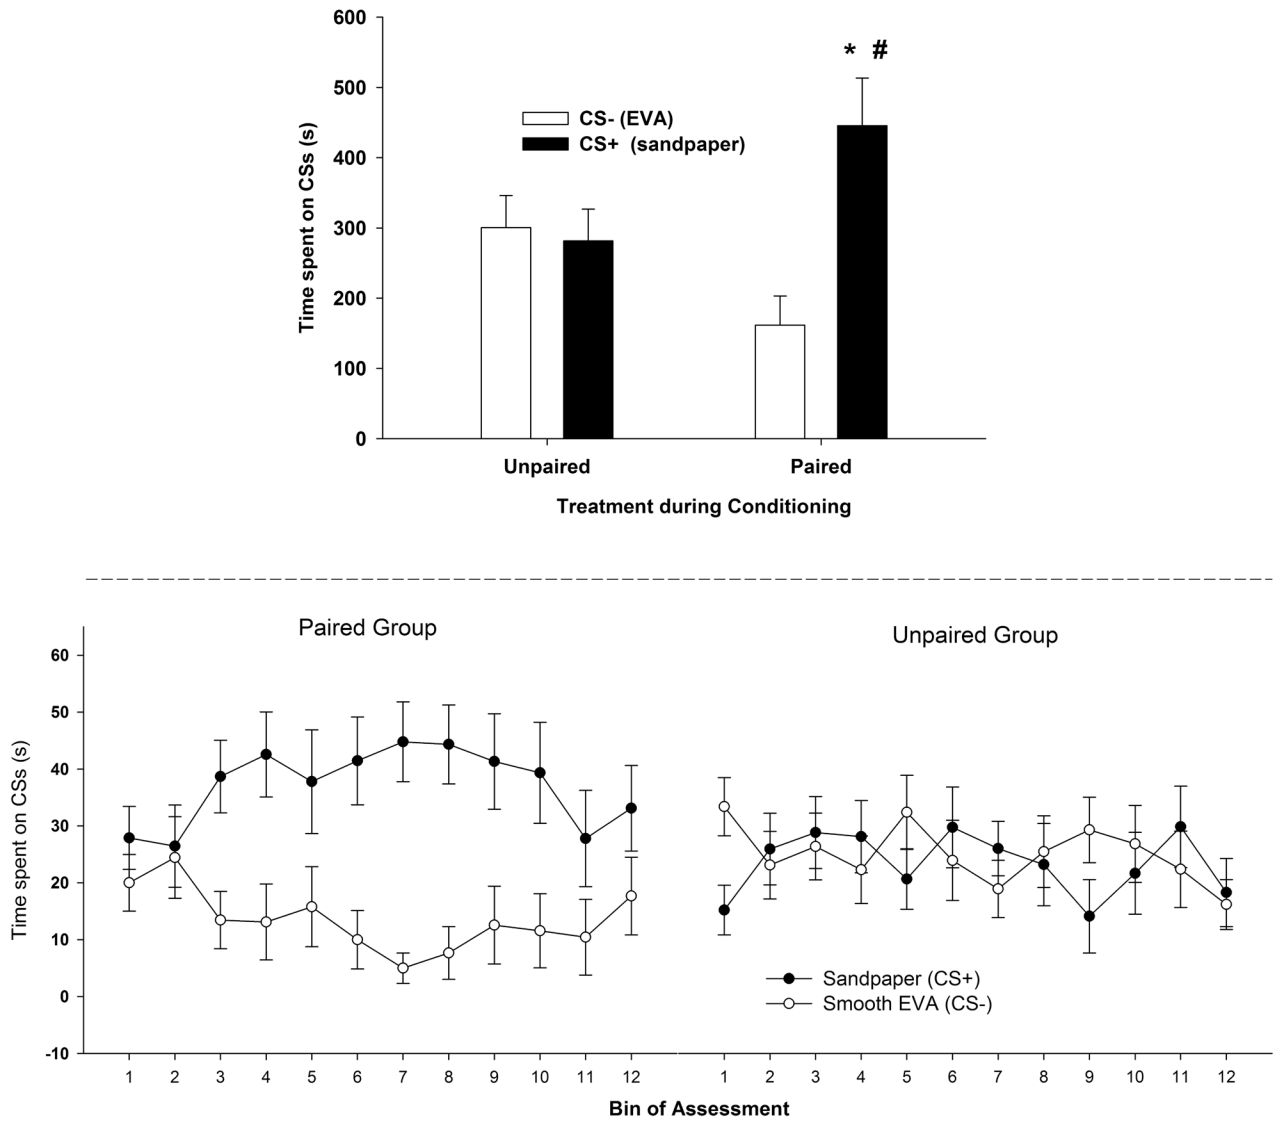 600
500
400
300
200
100
0
Time spent on CSs (s)
* #
CS- (EVA)
CS+ (sandpaper)
Unpaired Paired
Treatment during Conditioning
Paired Group
Unpaired Group
60
50
40
30
20
10
0
-10
Time spent on CSs (s)
Sandpaper (CS+)
Smooth EVA (CS-)
1 2 3 4 5 6 7 8 9 10 11 12 1 2 3 4 5 6 7 8 9 10 11 12
Bin of Assessment